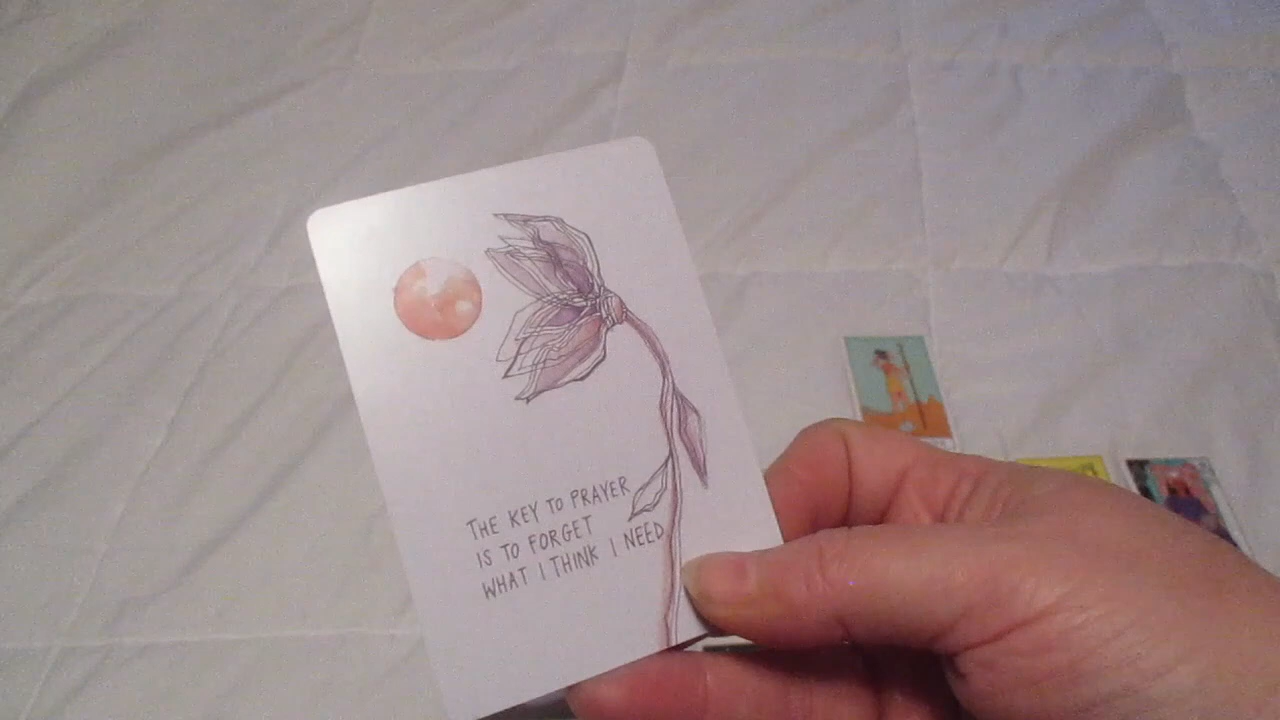 THE KEY TO PRAYER
IS TO FORGET
WHAT I THINK I NEED